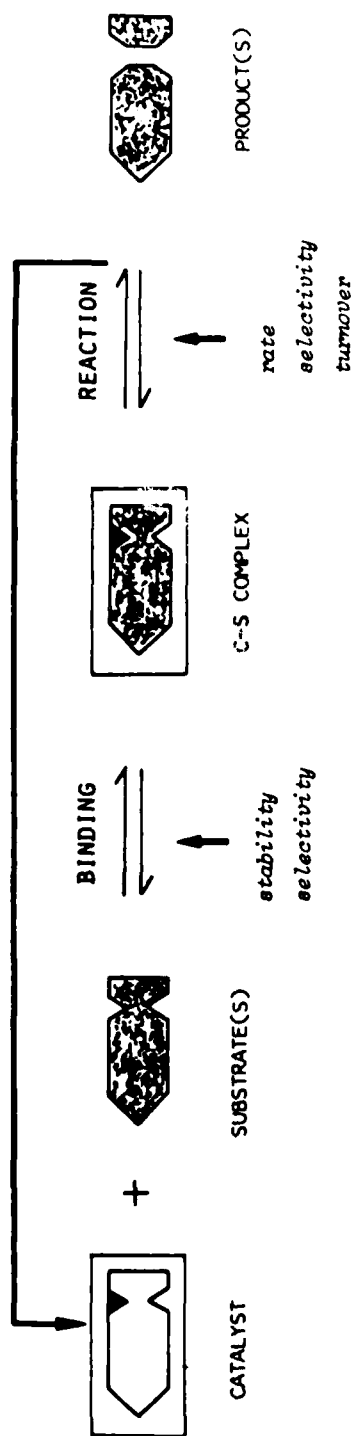 BINDING
REACTION
+
CATALYST
SUBSTRATE(S)
C-S COMPLEX
PRODUCT(S)
stability
selectivity
rate
selectivity
turnover